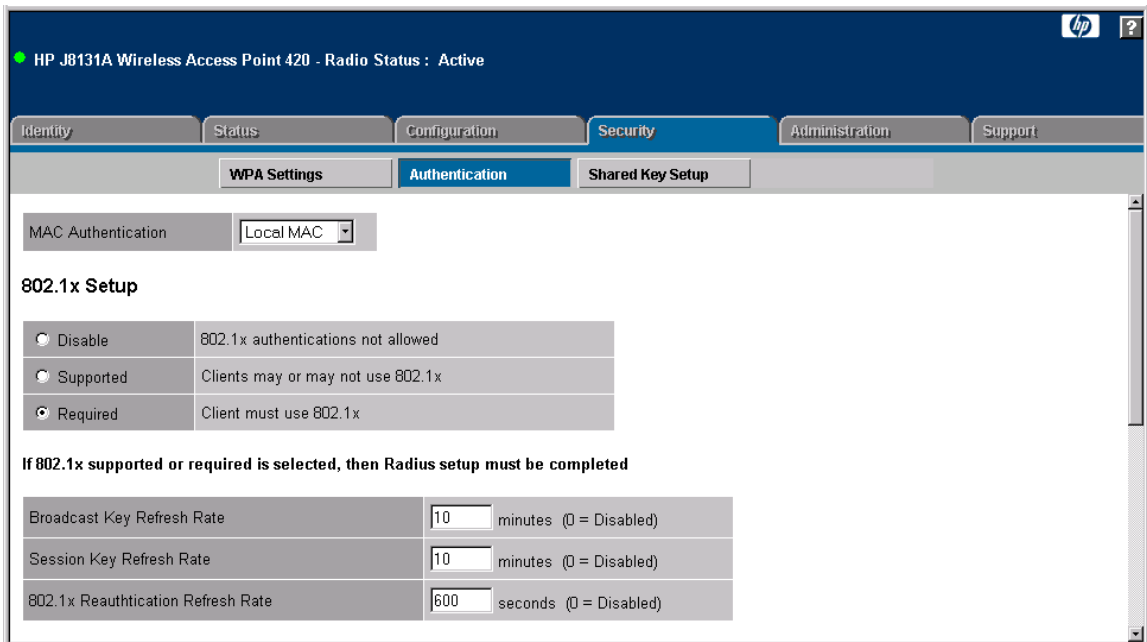 hp ?
HP J8131A Wireless Access Point 420 - Radio Status : Active
Identity Status Configuration Security Administration Support
WPA Settings Authentication Shared Key Setup
MAC Authentication Local MAC
802.1x Setup
Disable 802.1x authentications not allowed
Supported Clients may or may not use 802.1x
Required Client must use 802.1x
If 802.1x supported or required is selected, then Radius setup must be completed
Broadcast Key Refresh Rate 10 minutes (0 = Disabled)
Session Key Refresh Rate 10 minutes (0 = Disabled)
802.1x Reauthtication Refresh Rate 600 seconds (0 = Disabled)